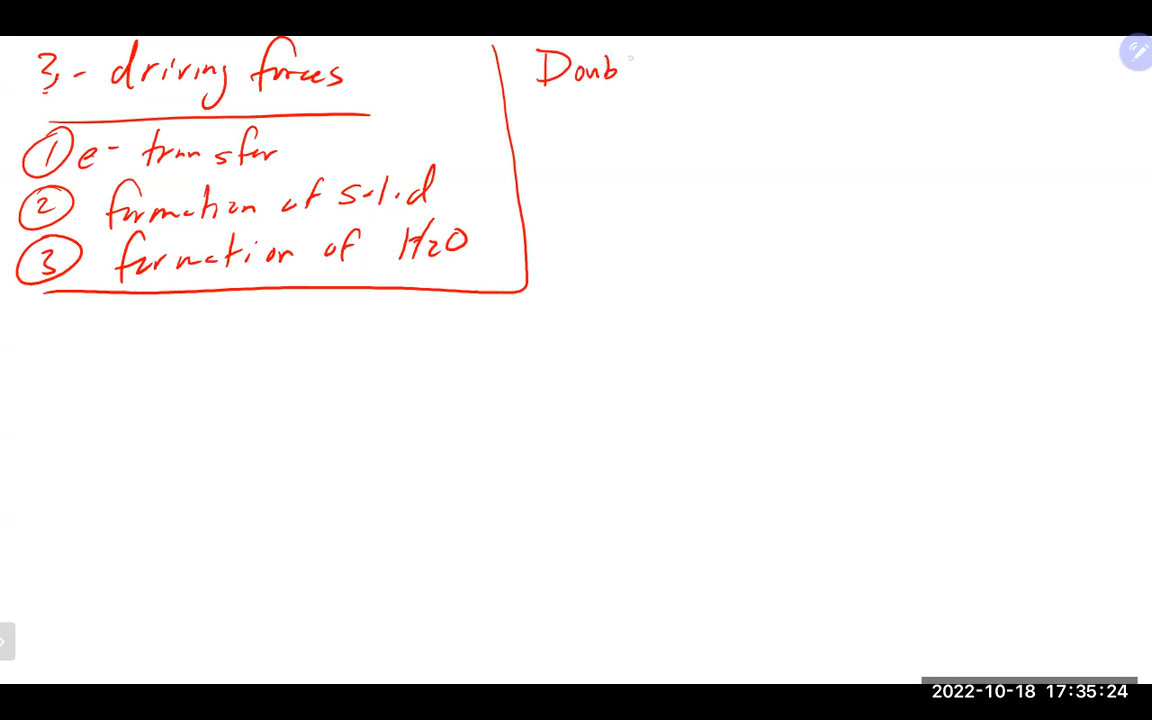 3 - driving forces
① e- transfer
② formation of solid
③ formation of H2O
Doub
2022-10-18 17:35:24